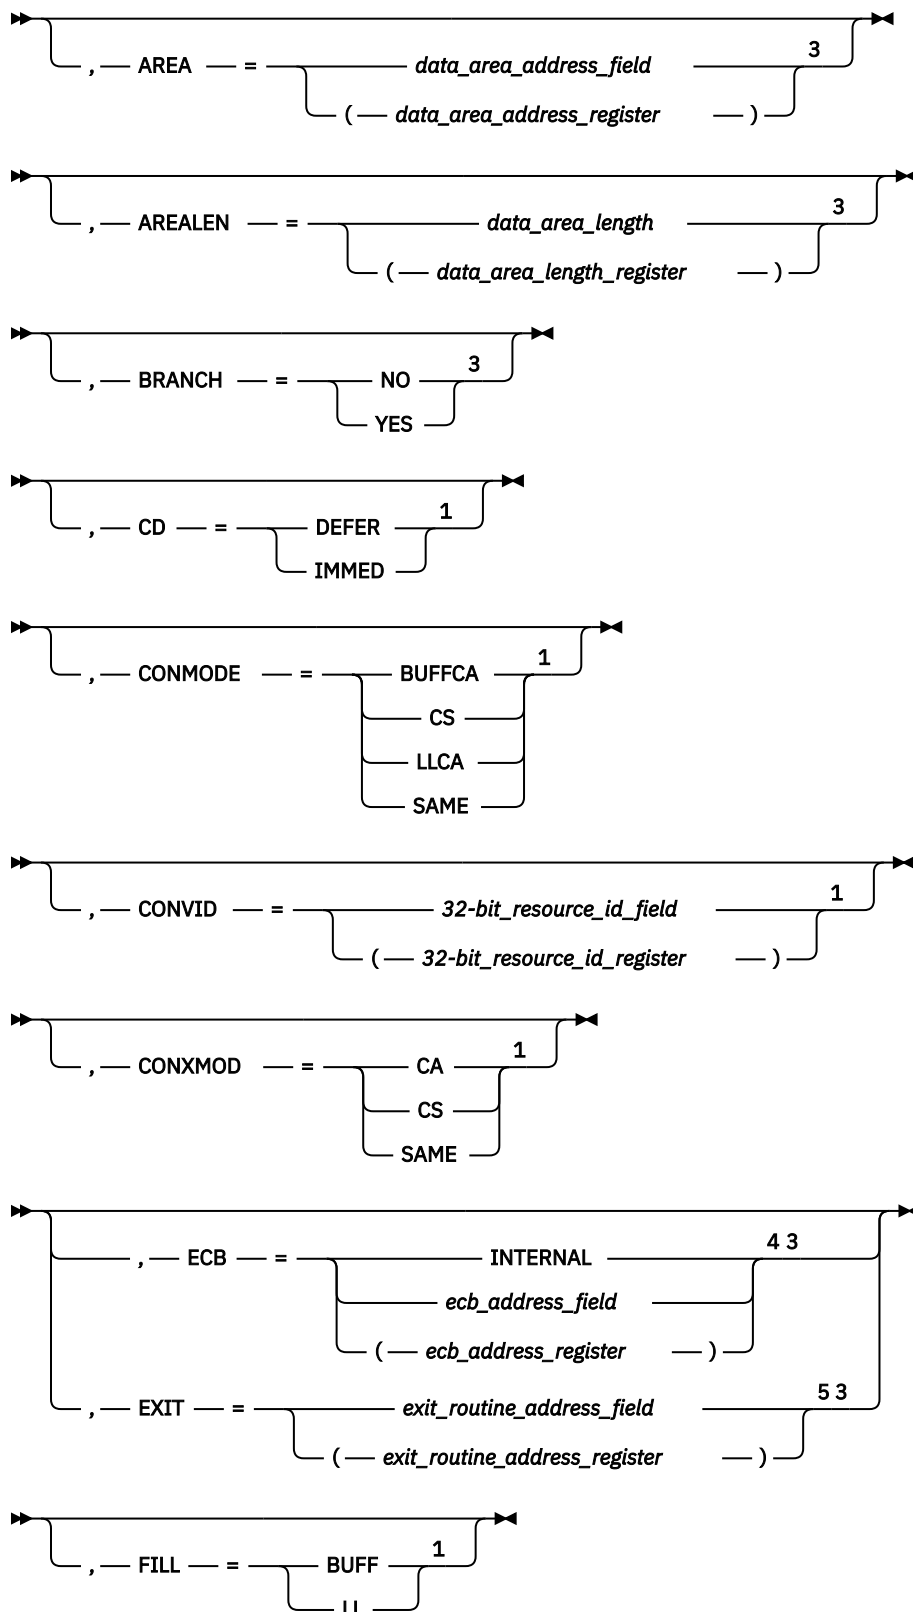 3
, AREA = data_area_address_field
( data_area_address_register )
3
, AREALEN = data_area_length
( data_area_length_register )
3
, BRANCH = NO
YES
1
, CD = DEFER
IMMED
1
, CONMODE = BUFFCA
CS
LLCA
SAME
1
, CONVID = 32-bit_resource_id_field
( 32-bit_resource_id_register )
1
, CONXMOD = CA
CS
SAME
4 3
, ECB = INTERNAL
ecb_address_field
( ecb_address_register )
5 3
, EXIT = exit_routine_address_field
( exit_routine_address_register )
1
, FILL = BUFF